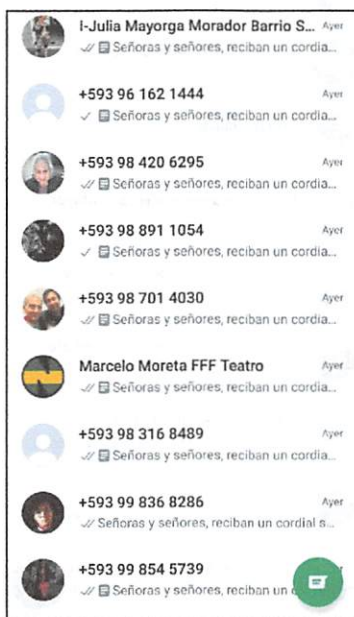 I-Julia Mayorga Morador Barrio S... Ayer
Señoras y señores, reciban un cordia...
+593 96 162 1444 Ayer
Señoras y señores, reciban un cordia...
+593 98 420 6295 Ayer
Señoras y señores, reciban un cordia...
+593 98 891 1054 Ayer
Señoras y señores, reciban un cordia...
+593 98 701 4030 Ayer
Señoras y señores, reciban un cordia...
Marcelo Moreta FFF Teatro Ayer
Señoras y señores, reciban un cordia...
+593 98 316 8489 Ayer
Señoras y señores, reciban un cordia...
+593 99 836 8286 Ayer
Señoras y señores, reciban un cordial s...
+593 99 854 5739
Señoras y señores, reciban un